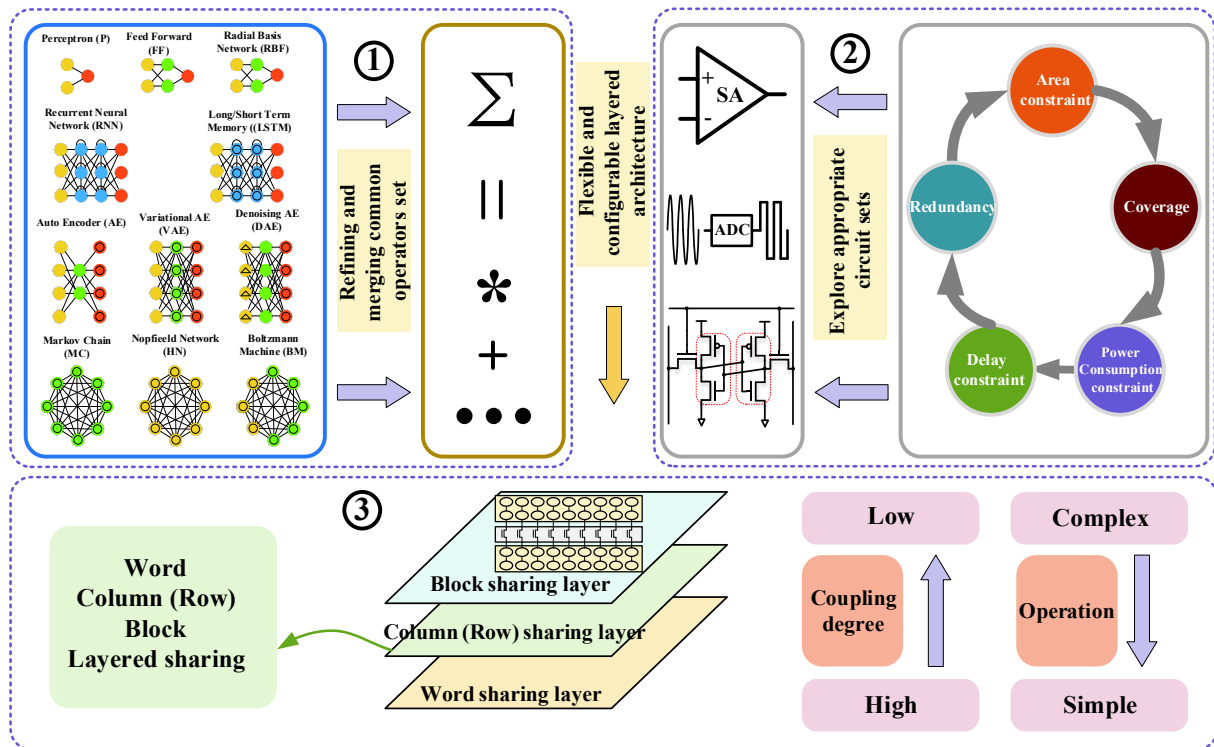 Perceptron (P)
Feed Forward
(FF)
Radial Basis
Network (RBF)
Recurrent Neural
Network (RNN)
Long/Short Term
Memory ((LSTM)
Auto Encoder (AE)
Variational AE
(VAE)
Denoising AE
(DAE)
Markov Chain
(MC)
Nopfieeld Network
(HN)
Boltzmann
Machine (BM)
1
Refining and
merging common
operators set
Σ
=
*
+
•••
Flexible and
configurable layered
architecture
+
SA
-
ADC
2
Explore appropriate
circuit sets
Area
constraint
Coverage
Power
Consumption
constraint
Delay
constraint
Redundancy
3
Word
Column (Row)
Block
Layered sharing
Block sharing layer
Column (Row) sharing layer
Word sharing layer
Low
Coupling
degree
High
Complex
Operation
Simple